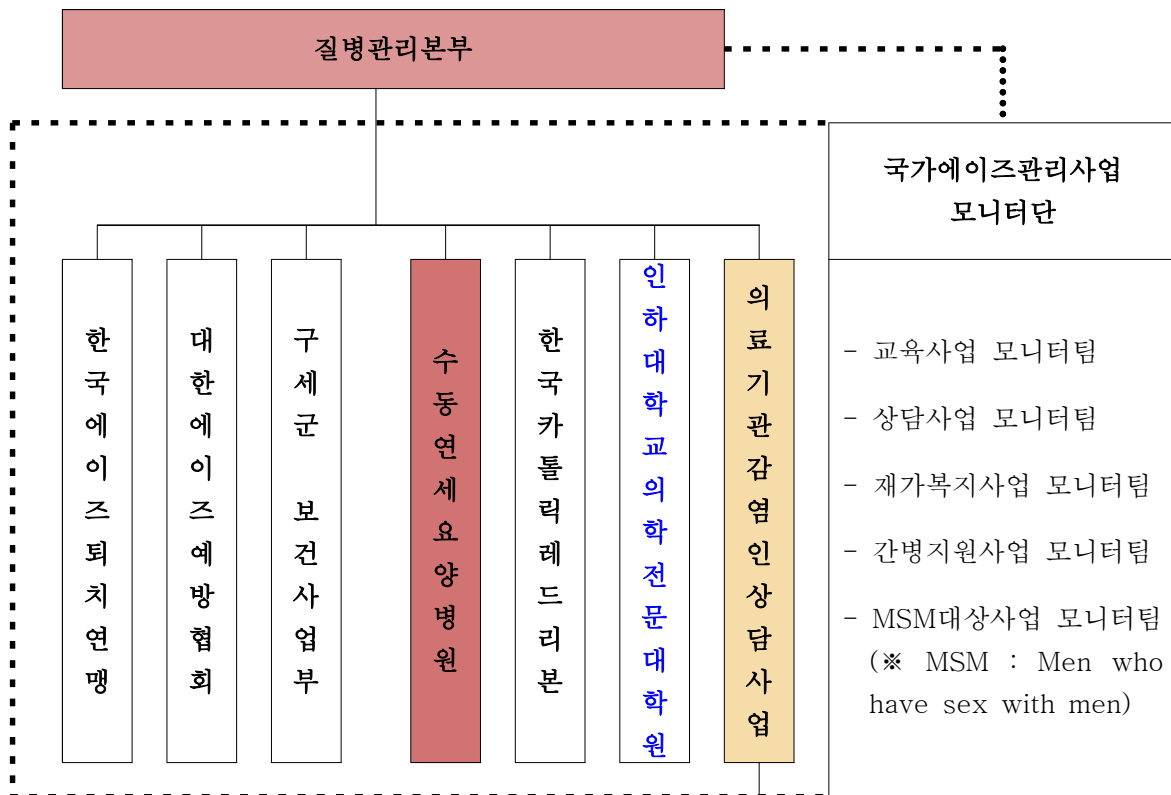 질병관리본부
국가에이즈관리사업
모니터단
한국에이즈퇴치연맹
대한에이즈예방협회
구세군 보건사업부
수동연세요양병원
한국카톨릭레드리본
인하대학교의학전문대학원
의료기관감염인상담사업
- 교육사업 모니터팀
- 상담사업 모니터팀
- 재가복지사업 모니터팀
- 간병지원사업 모니터팀
- MSM대상사업 모니터팀
(※ MSM : Men who
have sex with men)